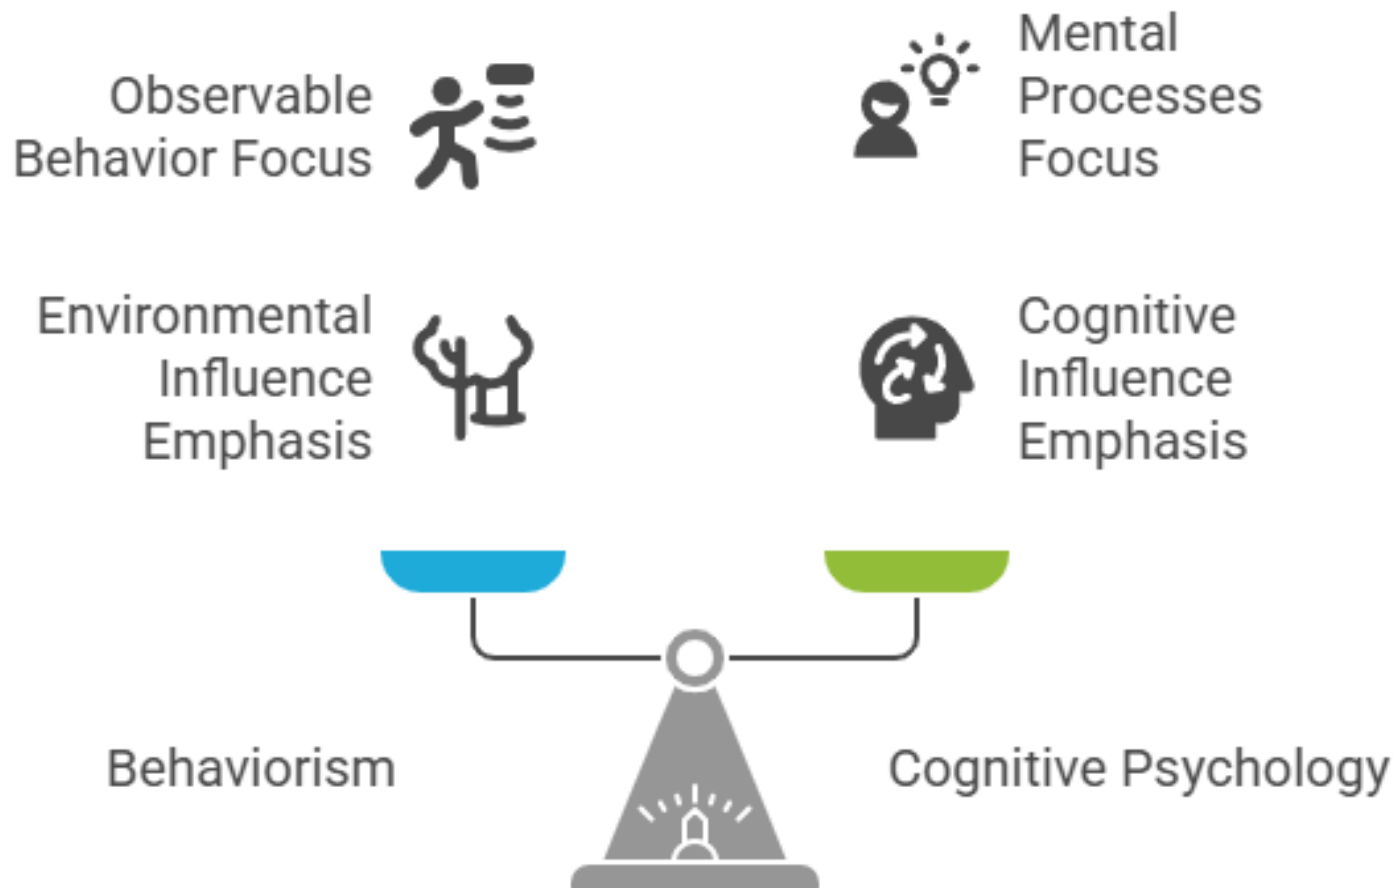 Observable
Behavior Focus
Mental
Processes
Focus
Environmental
Influence
Emphasis
Cognitive
Influence
Emphasis
Behaviorism
Cognitive Psychology